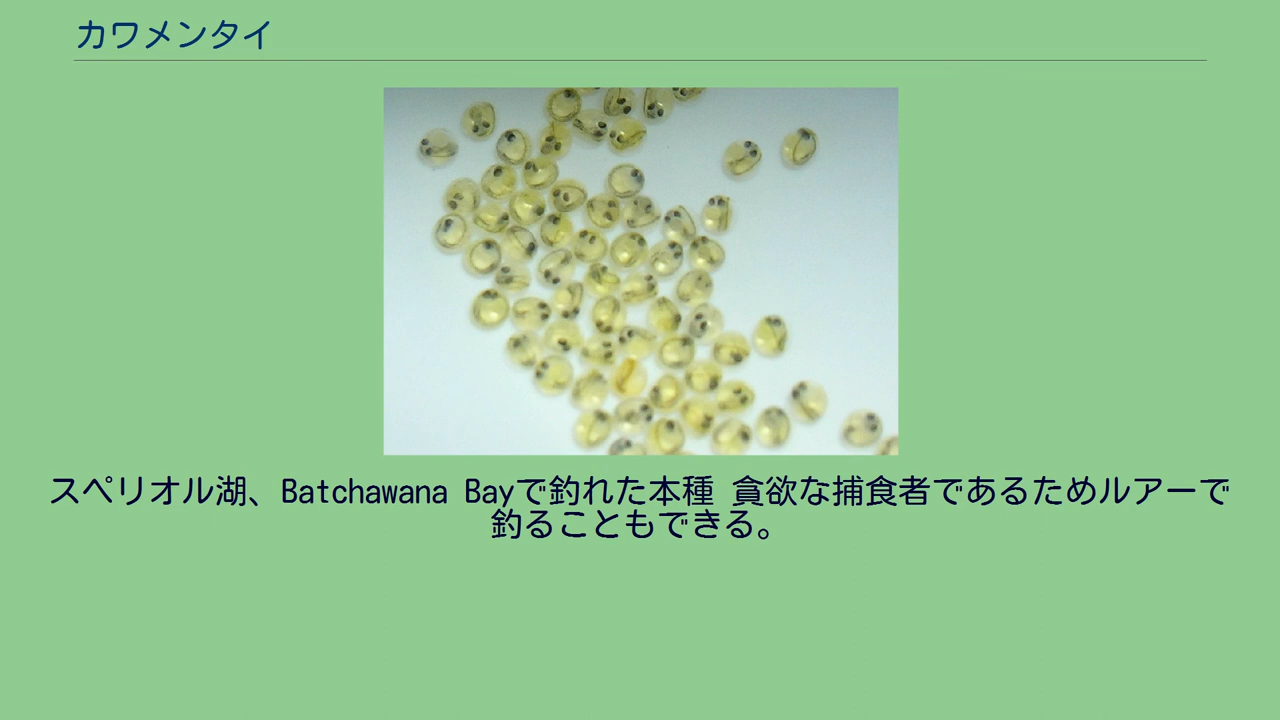 カワメンタイ
スペリオル湖、Batchawana Bayで釣れた本種 貪欲な捕食者であるためルアーで
釣ることもできる。